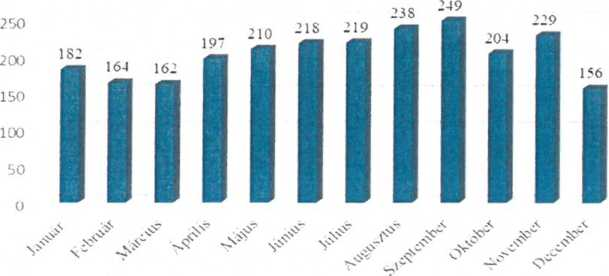 249
238
229
218
219
210
204
197
182
164
162
156
250
200
150
100
50
0
Január
Február
Március
Április
Május
Június
Július
Augusztus
Szeptember
Október
November
December